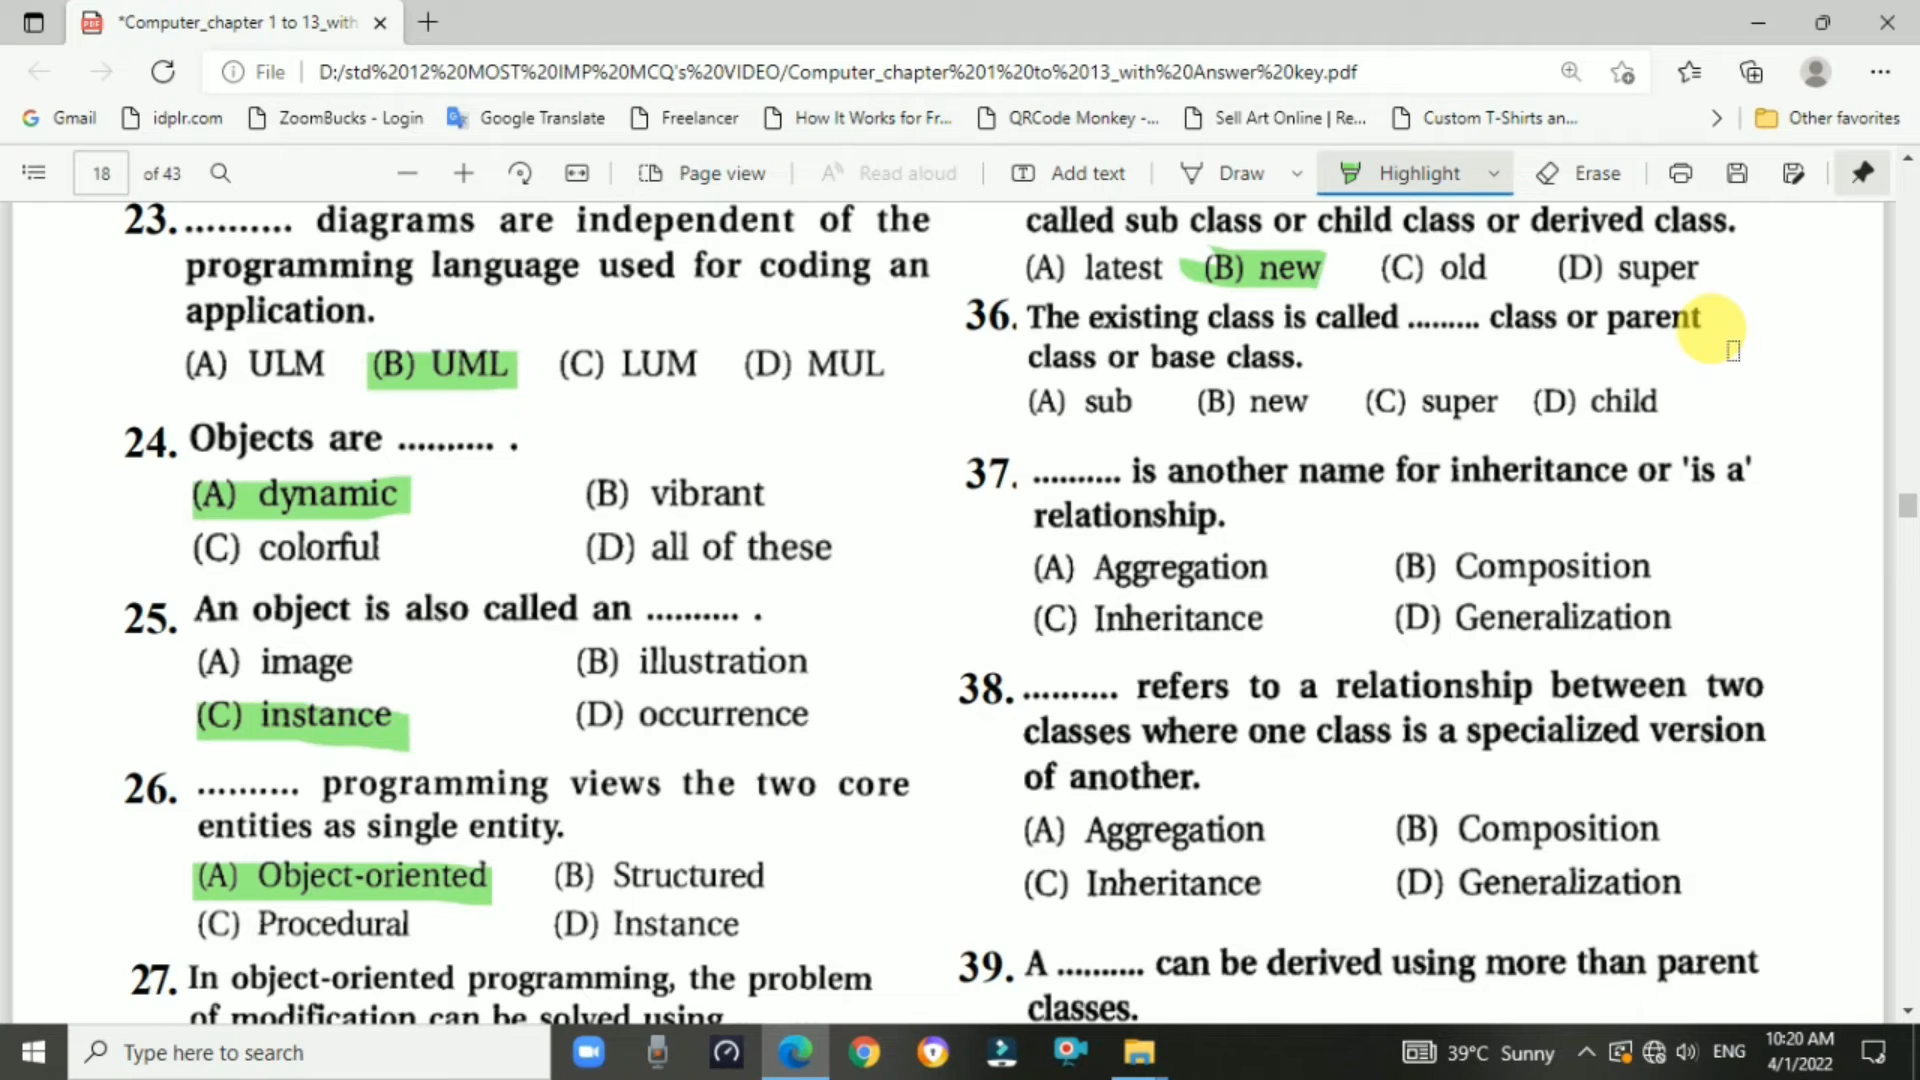 *Computer_chapter 1 to 13_with
File
D:/std%2012%20MOST%20IMP%20MCQ's%20VIDEO/Computer_chapter%201%20to%2013_with%20Answer%20key.pdf
Gmail
idplr.com
ZoomBucks - Login
Google Translate
Freelancer
How It Works for Fr...
QRCode Monkey -...
Sell Art Online | Re...
Custom T-Shirts an...
Other favorites
18 of 43
Page view
Read aloud
Add text
Draw
Highlight
Erase
23. .......... diagrams are independent of the
programming language used for coding an
application.
(A) ULM (B) UML (C) LUM (D) MUL
24. Objects are .......... .
(A) dynamic (B) vibrant
(C) colorful (D) all of these
25. An object is also called an .......... .
(A) image (B) illustration
(C) instance (D) occurrence
26. .......... programming views the two core
entities as single entity.
(A) Object-oriented (B) Structured
(C) Procedural (D) Instance
27. In object-oriented programming, the problem
of modification can be solved using
called sub class or child class or derived class.
(A) latest (B) new (C) old (D) super
36. The existing class is called ......... class or parent
class or base class.
(A) sub (B) new (C) super (D) child
37. .......... is another name for inheritance or 'is a'
relationship.
(A) Aggregation (B) Composition
(C) Inheritance (D) Generalization
38. .......... refers to a relationship between two
classes where one class is a specialized version
of another.
(A) Aggregation (B) Composition
(C) Inheritance (D) Generalization
39. A .......... can be derived using more than parent
classes.
Type here to search
39°C Sunny
ENG
10:20 AM
4/1/2022